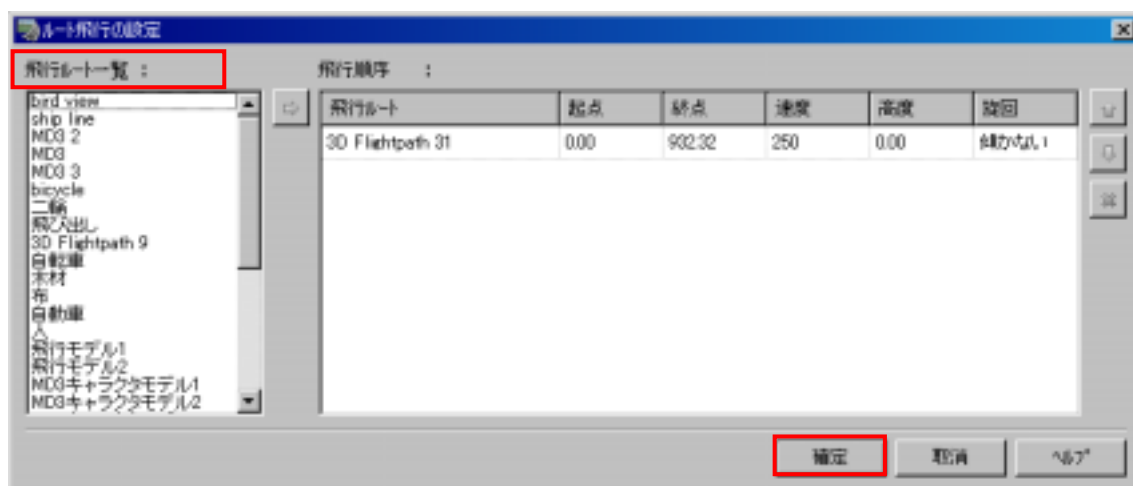 ルート飛行の設定
飛行ルート一覧 :
飛行順序 :
bird view
ship line
MD3 2
MD3
MD3 3
bicycle
二輪
飛び出し
3D Flightpath 9
自転車
木材
布
自動車
人
飛行モデル1
飛行モデル2
MD3キャラクタモデル1
MD3キャラクタモデル2
飛行ルート 起点 終点 速度 高度 旋回
3D Flightpath 31 0.00 932.32 250 0.00 傾かない
確定 取消 ヘルプ